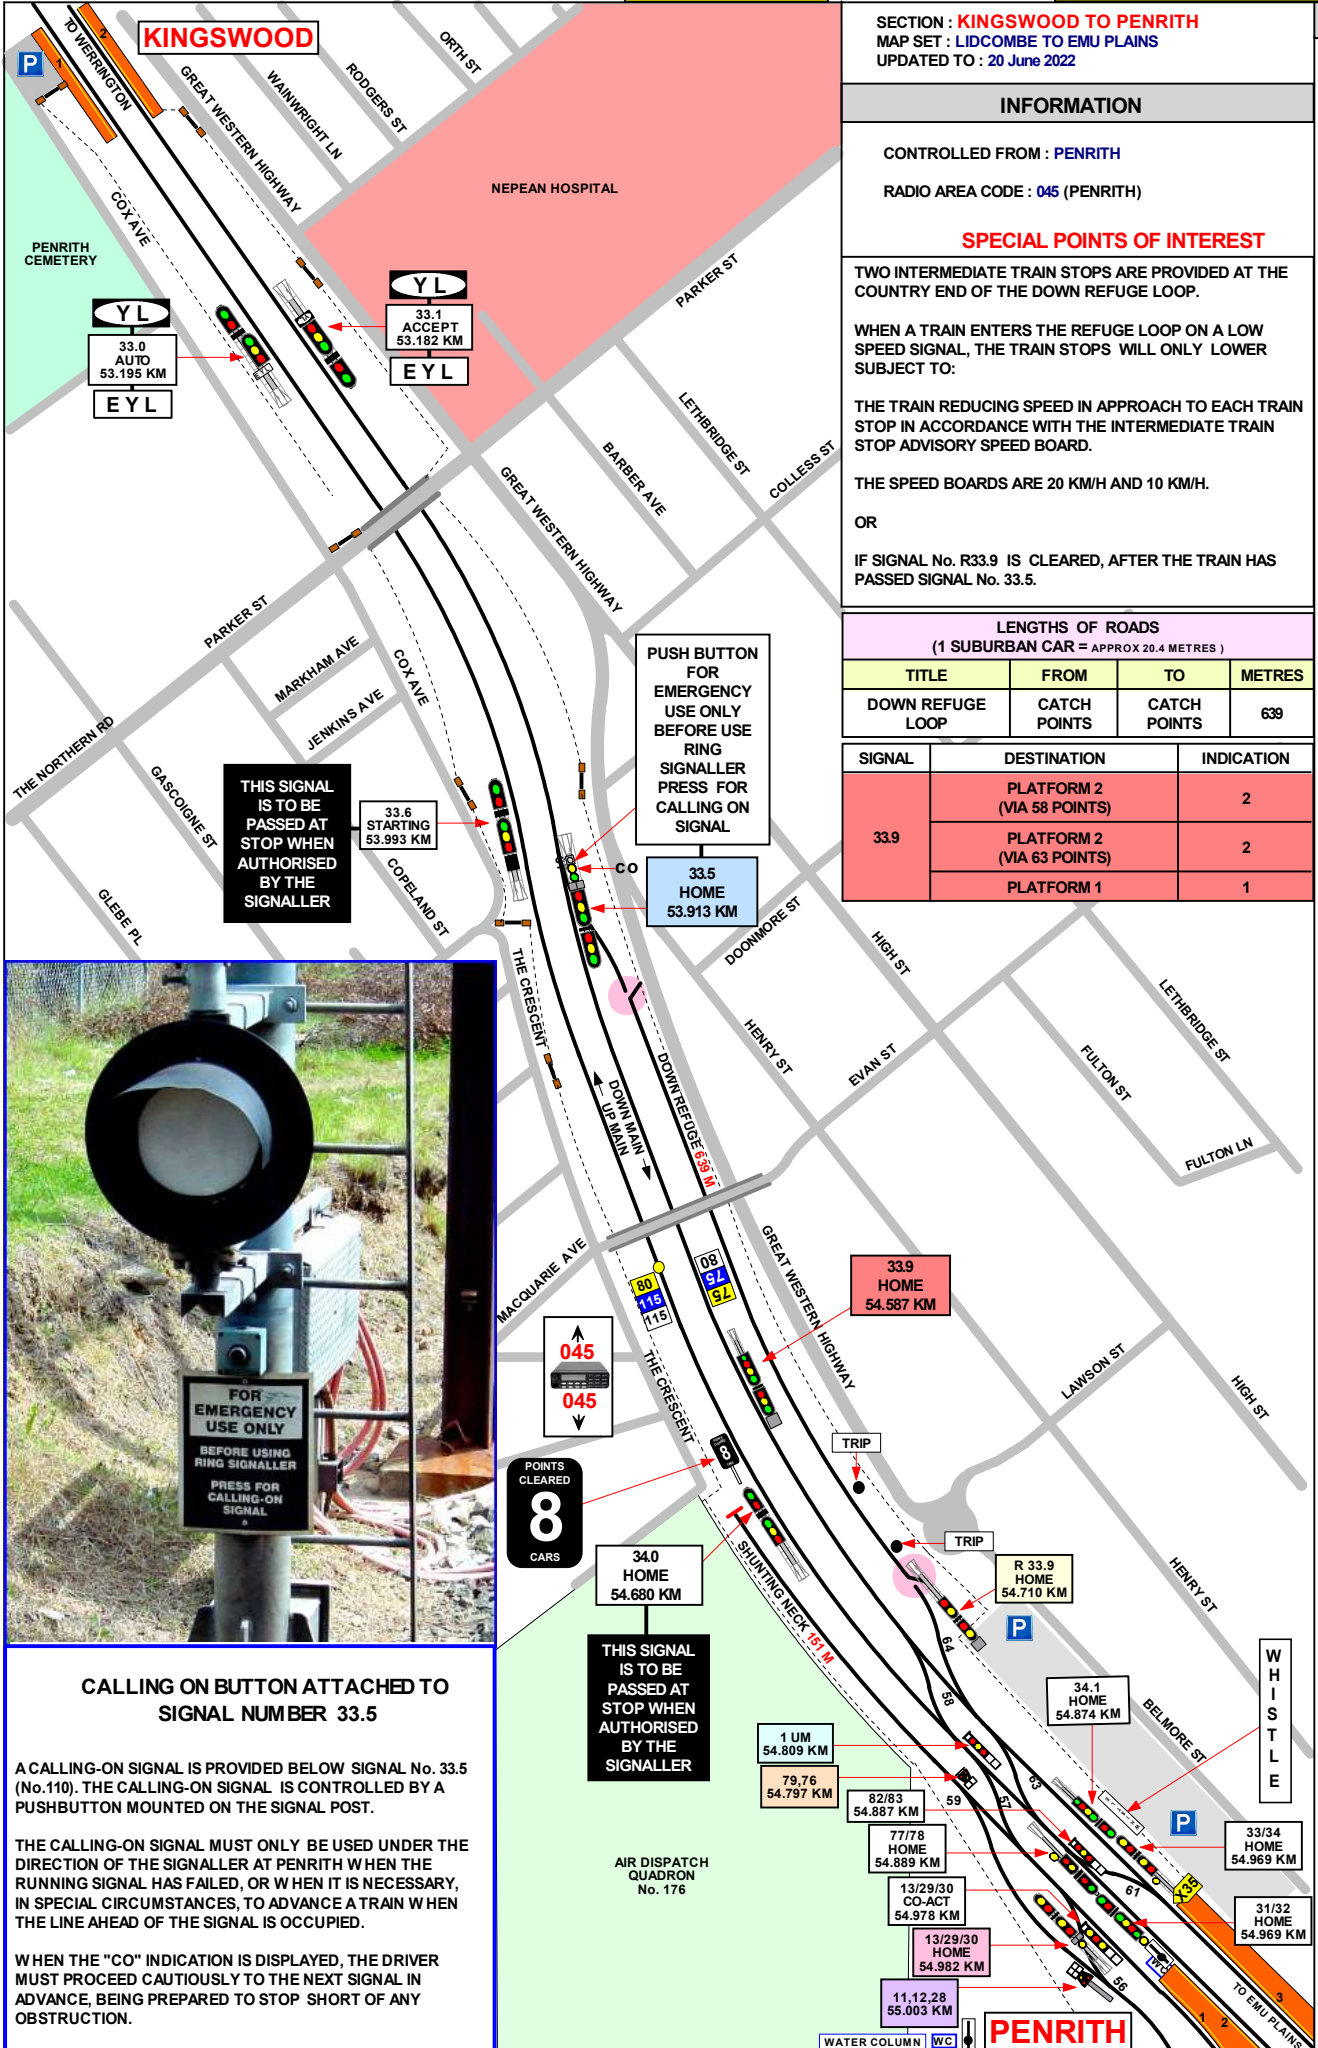 KINGSWOOD
P
1
2
TO WERRINGTON
GREAT WESTERN HIGHWAY
WAINWRIGHT LN
RODGERS ST
ORTH ST
COX AVE
NEPEAN HOSPITAL
PENRITH
CEMETERY
PARKER ST
Y L
33.0
AUTO
53.195 KM
E Y L
Y L
33.1
ACCEPT
53.182 KM
E Y L
SECTION : KINGSWOOD TO PENRITH
MAP SET : LIDCOMBE TO EMU PLAINS
UPDATED TO : 20 June 2022
INFORMATION
CONTROLLED FROM : PENRITH
RADIO AREA CODE : 045 (PENRITH)
SPECIAL POINTS OF INTEREST
TWO INTERMEDIATE TRAIN STOPS ARE PROVIDED AT THE
COUNTRY END OF THE DOWN REFUGE LOOP.
WHEN A TRAIN ENTERS THE REFUGE LOOP ON A LOW
SPEED SIGNAL, THE TRAIN STOPS WILL ONLY LOWER
SUBJECT TO:
THE TRAIN REDUCING SPEED IN APPROACH TO EACH TRAIN
STOP IN ACCORDANCE WITH THE INTERMEDIATE TRAIN
STOP ADVISORY SPEED BOARD.
THE SPEED BOARDS ARE 20 KM/H AND 10 KM/H.
OR
IF SIGNAL No. R33.9 IS CLEARED, AFTER THE TRAIN HAS
PASSED SIGNAL No. 33.5.
LENGTHS OF ROADS
(1 SUBURBAN CAR = APPROX 20.4 METRES )
TITLE FROM TO METRES
DOWN REFUGE LOOP CATCH POINTS CATCH POINTS 639
SIGNAL DESTINATION INDICATION
33.9
PLATFORM 2
(VIA 58 POINTS) 2
PLATFORM 2
(VIA 63 POINTS) 2
PLATFORM 1 1
LETHBRIDGE ST
BARBER AVE
COLLESS ST
GREAT WESTERN HIGHWAY
PARKER ST
MARKHAM AVE
JENKINS AVE
COX AVE
THE NORTHERN RD
GASCOIGNE ST
GLEBE PL
COPELAND ST
THIS SIGNAL
IS TO BE
PASSED AT
STOP WHEN
AUTHORISED
BY THE
SIGNALLER
33.6
STARTING
53.993 KM
PUSH BUTTON
FOR
EMERGENCY
USE ONLY
BEFORE USE
RING
SIGNALLER
PRESS FOR
CALLING ON
SIGNAL
CO
33.5
HOME
53.913 KM
DOONMORE ST
HIGH ST
LETHBRIDGE ST
HENRY ST
EVAN ST
FULTON ST
FULTON LN
THE CRESCENT
DOWN MAIN
UP MAIN
DOWN REFUGE 639 M
MACQUARIE AVE
80
115
115
80
75
75
GREAT WESTERN HIGHWAY
33.9
HOME
54.587 KM
045
045
THE CRESCENT
LAWSON ST
HIGH ST
8
POINTS
CLEARED
8
CARS
TRIP
TRIP
34.0
HOME
54.680 KM
THIS SIGNAL
IS TO BE
PASSED AT
STOP WHEN
AUTHORISED
BY THE
SIGNALLER
SHUNTING NECK 151 M
R 33.9
HOME
54.710 KM
P
HENRY ST
64
58
WHISTLE
34.1
HOME
54.874 KM
BELMORE ST
1 UM
54.809 KM
79,76
54.797 KM
82/83
54.887 KM
59
57
63
P
77/78
HOME
54.889 KM
33/34
HOME
54.969 KM
AIR DISPATCH
QUADRON
No. 176
13/29/30
CO-ACT
54.978 KM
61
X35
31/32
HOME
54.969 KM
13/29/30
HOME
54.982 KM
WC
56
11,12,28
55.003 KM
1
2
3
TO EMU PLAINS
WATER COLUMN WC
PENRITH
FOR
EMERGENCY
USE ONLY
BEFORE USING
RING SIGNALLER
PRESS FOR
CALLING-ON
SIGNAL
CALLING ON BUTTON ATTACHED TO
SIGNAL NUMBER 33.5
A CALLING-ON SIGNAL IS PROVIDED BELOW SIGNAL No. 33.5
(No.110). THE CALLING-ON SIGNAL IS CONTROLLED BY A
PUSHBUTTON MOUNTED ON THE SIGNAL POST.
THE CALLING-ON SIGNAL MUST ONLY BE USED UNDER THE
DIRECTION OF THE SIGNALLER AT PENRITH WHEN THE
RUNNING SIGNAL HAS FAILED, OR WHEN IT IS NECESSARY,
IN SPECIAL CIRCUMSTANCES, TO ADVANCE A TRAIN WHEN
THE LINE AHEAD OF THE SIGNAL IS OCCUPIED.
WHEN THE "CO" INDICATION IS DISPLAYED, THE DRIVER
MUST PROCEED CAUTIOUSLY TO THE NEXT SIGNAL IN
ADVANCE, BEING PREPARED TO STOP SHORT OF ANY
OBSTRUCTION.